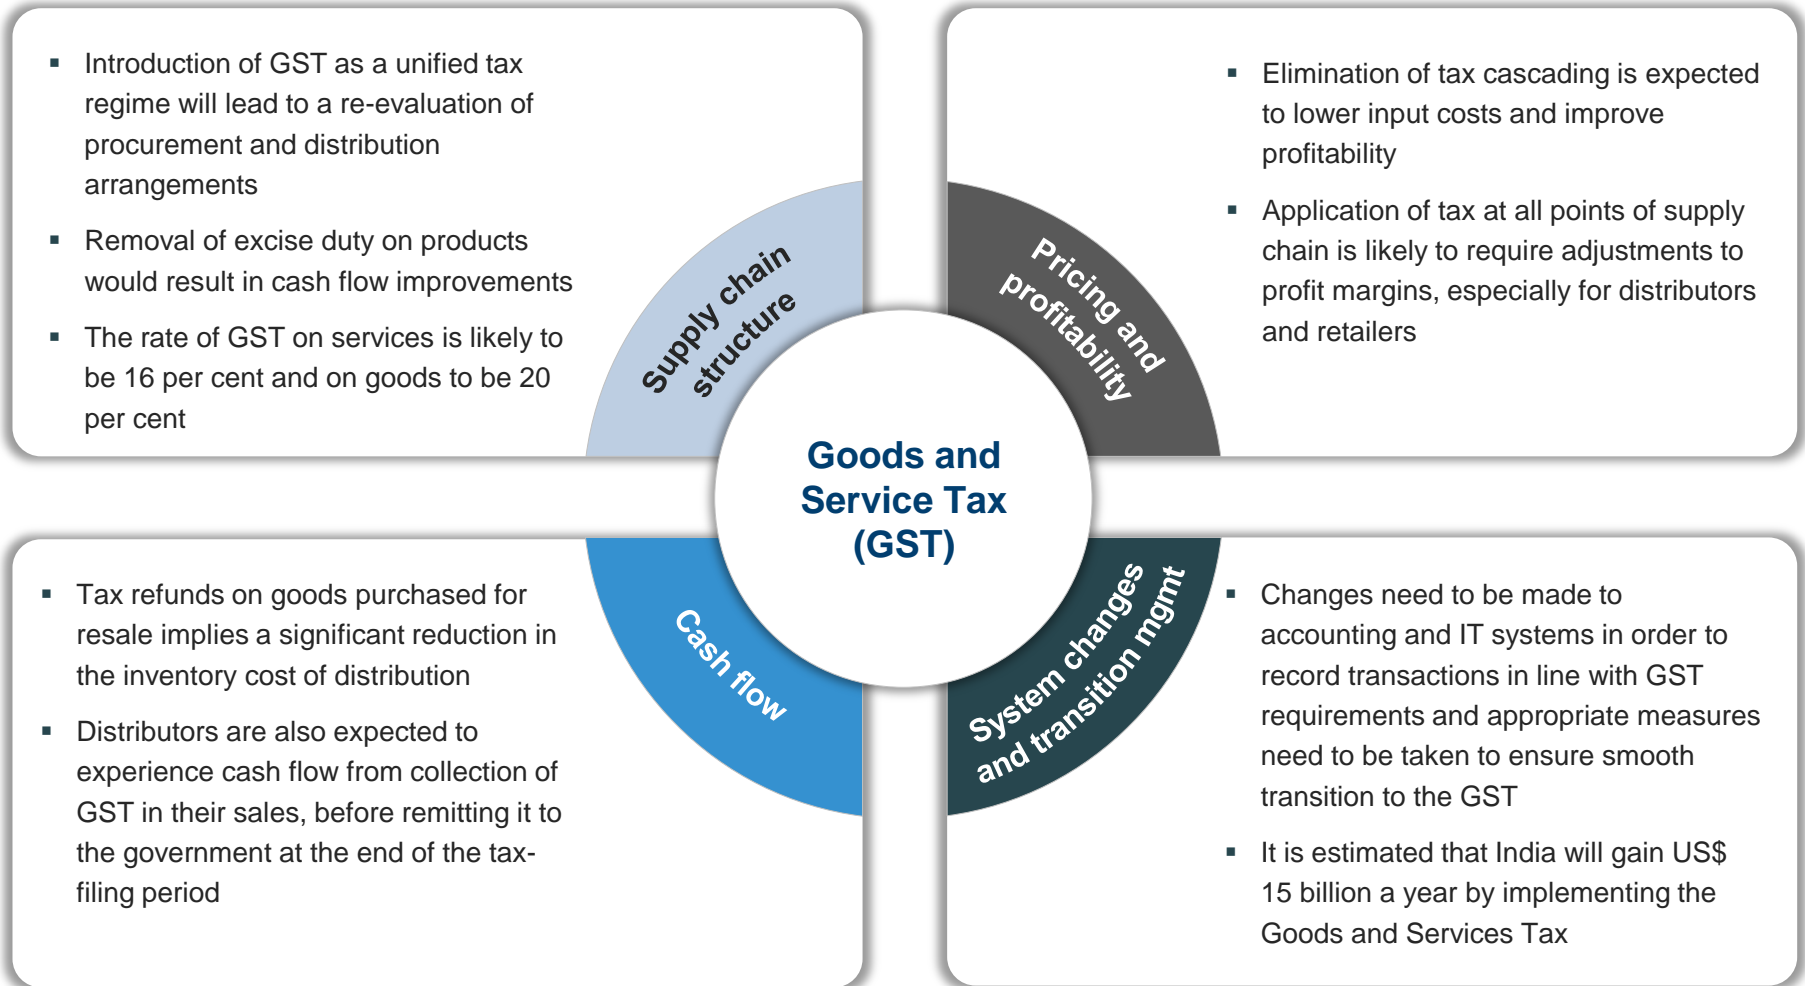 ▪ Introduction of GST as a unified tax
regime will lead to a re-evaluation of
procurement and distribution
arrangements
▪ Removal of excise duty on products
would result in cash flow improvements
▪ The rate of GST on services is likely to
be 16 per cent and on goods to be 20
per cent
Supply chain
structure
▪ Elimination of tax cascading is expected
to lower input costs and improve
profitability
▪ Application of tax at all points of supply
chain is likely to require adjustments to
profit margins, especially for distributors
and retailers
Pricing and
profitability
Goods and
Service Tax
(GST)
▪ Tax refunds on goods purchased for
resale implies a significant reduction in
the inventory cost of distribution
▪ Distributors are also expected to
experience cash flow from collection of
GST in their sales, before remitting it to
the government at the end of the tax-
filing period
Cash flow
System changes
and transition mgmt
▪ Changes need to be made to
accounting and IT systems in order to
record transactions in line with GST
requirements and appropriate measures
need to be taken to ensure smooth
transition to the GST
▪ It is estimated that India will gain US$
15 billion a year by implementing the
Goods and Services Tax